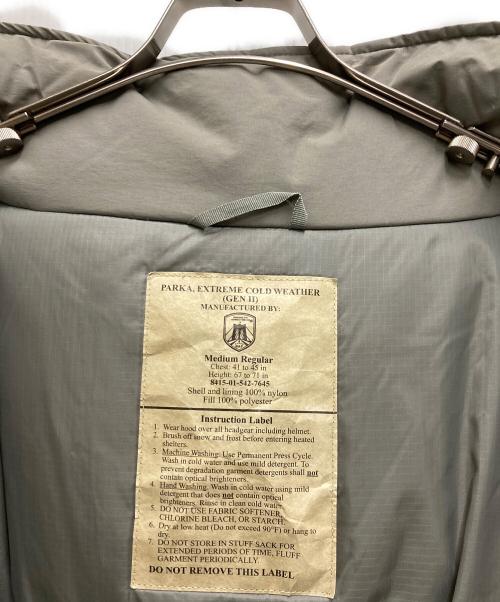 PARKA, EXTREME COLD WEATHER
(GEN II)
MANUFACTURED BY:
Medium Regular
Chest: 41 to 45 in
Height: 67 to 71 in
8415-01-542-7645
Shell and lining 100% nylon
Fill 100% polyester
Instruction Label
1. Wear hood over all headgear including helmet.
2. Brush off snow and frost before entering heated
shelters.
3. Machine Washing: Use Permanent Press Cycle.
Wash in cold water and use mild detergent. To
prevent degradation garment detergents shall not
contain optical brighteners.
4. Hand Washing. Wash in cold water using mild
detergent that does not contain optical
brighteners. Rinse in clean cold water.
5. DO NOT USE FABRIC SOFTENER,
CHLORINE BLEACH, OR STARCH.
6. Dry at low heat (Do not exceed 90°F) or hang to
dry.
7. DO NOT STORE IN STUFF SACK FOR
EXTENDED PERIODS OF TIME, FLUFF
GARMENT PERIODICALLY.
DO NOT REMOVE THIS LABEL